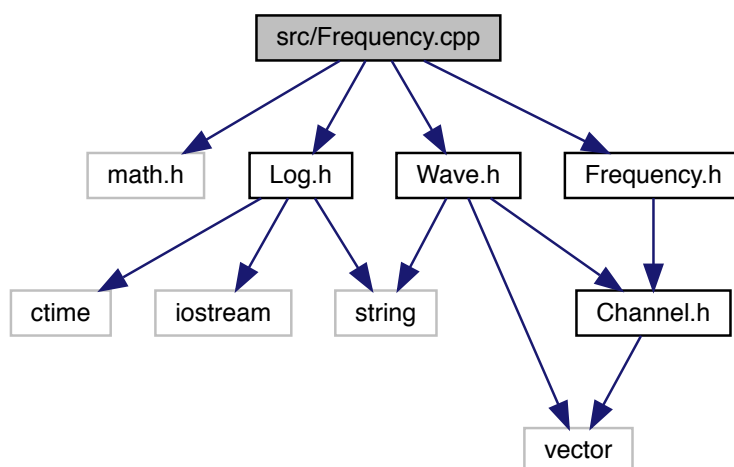 src/Frequency.cpp
math.h
Log.h
Wave.h
Frequency.h
ctime
iostream
string
Channel.h
vector